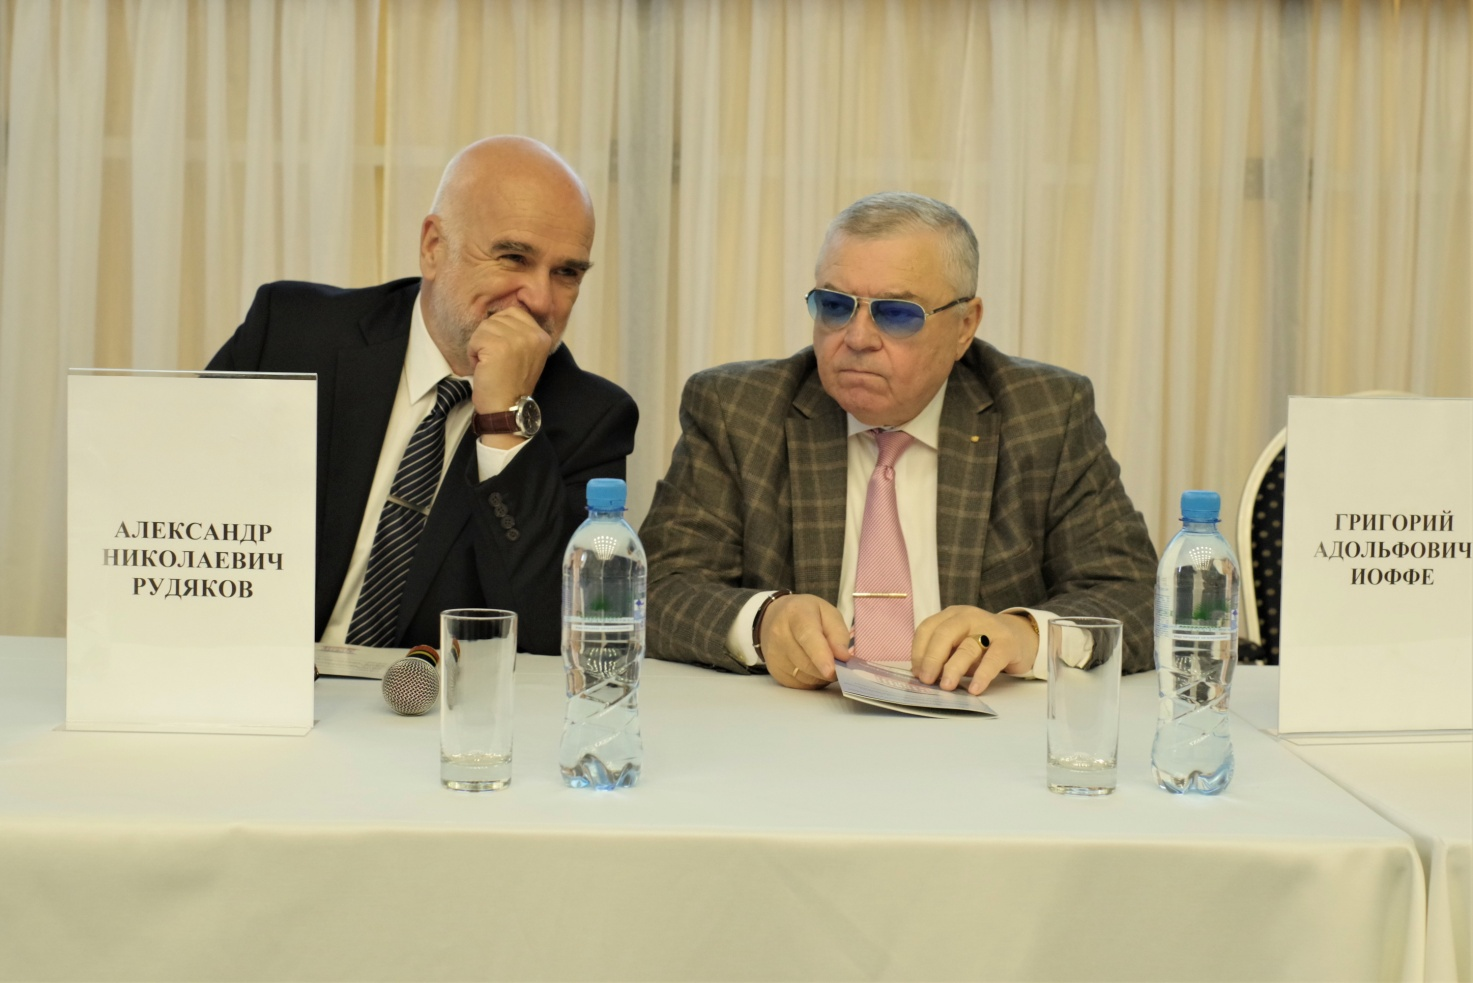 АЛЕКСАНДР
НИКОЛАЕВИЧ
РУДЯКОВ
ГРИГОРИЙ
АДОЛЬФОВИЧ
ИОФФЕ